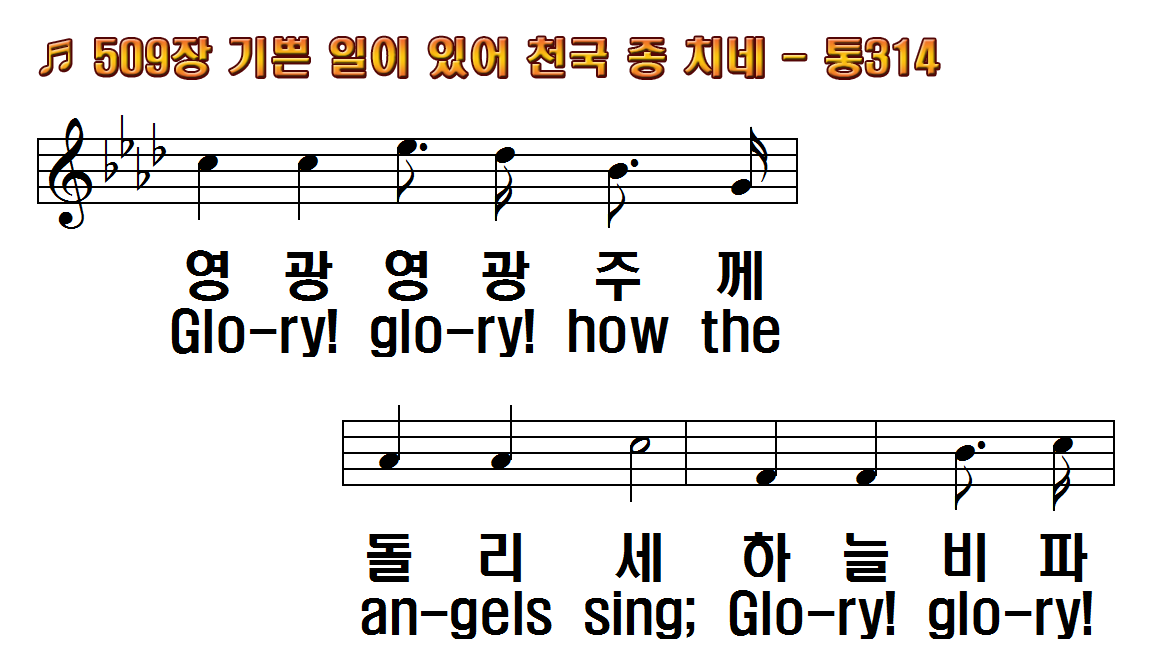 ♬ 509장 기쁜 일이 있어 천국 종 치네 - 통314
영 광 영 광 주 께
Glo-ry! glo-ry! how the
돌 리 세 하 늘 비 파
an-gels sing; Glo-ry! glo-ry!